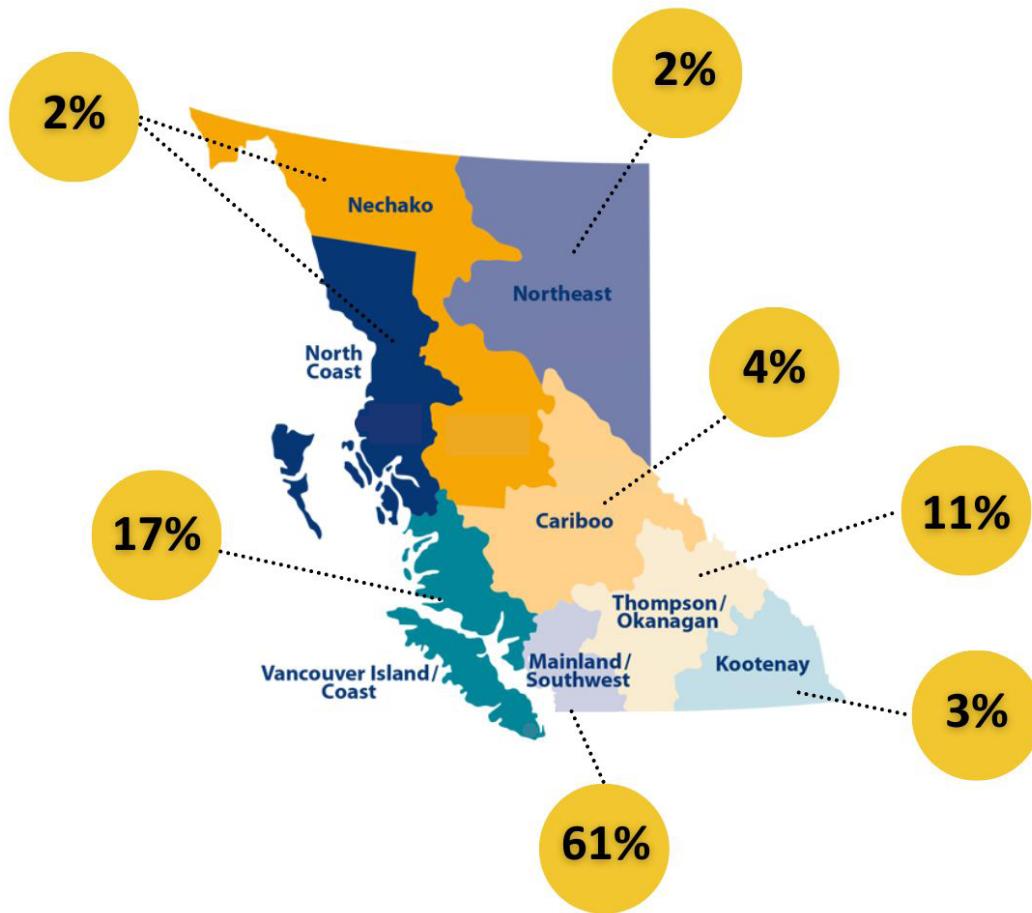 2%
2%
Nechako
Northeast
North
Coast
4%
17%
Cariboo
11%
Thompson/
Okanagan
Vancouver Island/
Coast
Mainland/
Southwest
Kootenay
3%
61%